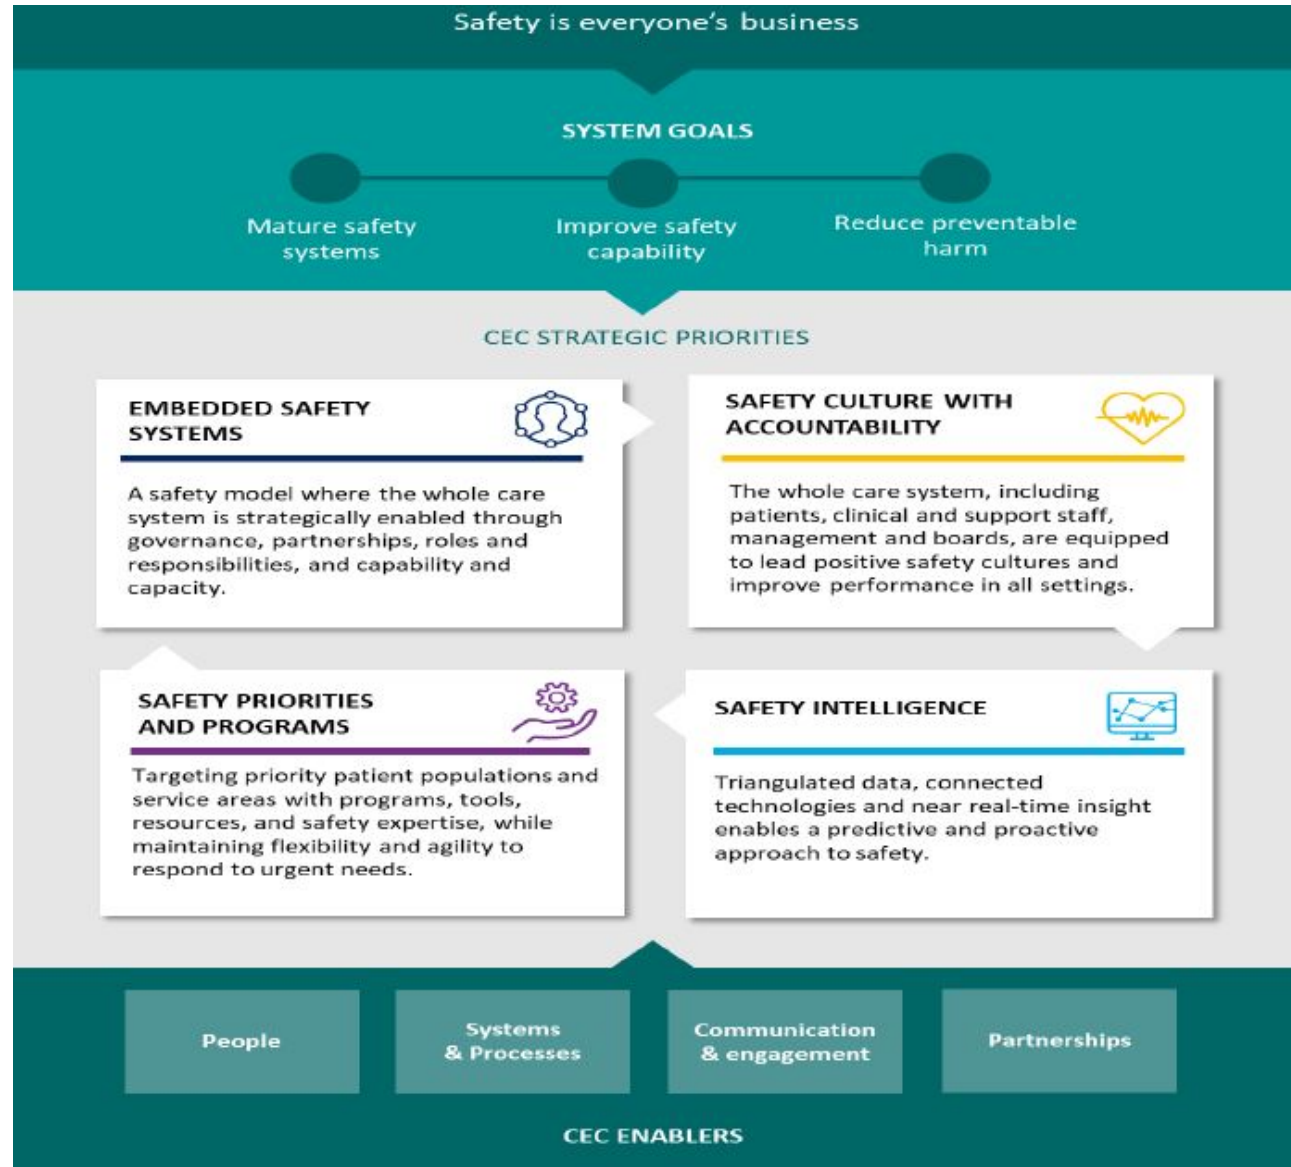 Safety is everyone's business
SYSTEM GOALS
Mature safety
systems
Improve safety
capability
Reduce preventable
harm
CEC STRATEGIC PRIORITIES
EMBEDDED SAFETY
SYSTEMS
A safety model where the whole care
system is strategically enabled through
governance, partnerships, roles and
responsibilities, and capability and
capacity.
SAFETY CULTURE WITH
ACCOUNTABILITY
The whole care system, including
patients, clinical and support staff,
management and boards, are equipped
to lead positive safety cultures and
improve performance in all settings.
SAFETY PRIORITIES
AND PROGRAMS
Targeting priority patient populations and
service areas with programs, tools,
resources, and safety expertise, while
maintaining flexibility and agility to
respond to urgent needs.
SAFETY INTELLIGENCE
Triangulated data, connected
technologies and near real-time insight
enables a predictive and proactive
approach to safety.
People
Systems
& Processes
Communication
& engagement
Partnerships
CEC ENABLERS